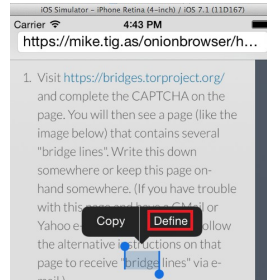 iOS Simulator - iPhone Retina (4-inch) / iOS 7.1 (11D167)
Carrier 4:43 PM
https://mike.tig.as/onionbrowser/h…
1. Visit https://bridges.torproject.org/
and complete the CAPTCHA on the
page. You will then see a page (like the
image below) that contains several
"bridge lines". Write this down
somewhere or keep this page on-
hand somewhere. (If you have trouble
with this
Copy Define
Yahoo
the alternative instructions on that
page to receive "bridge lines" via e-